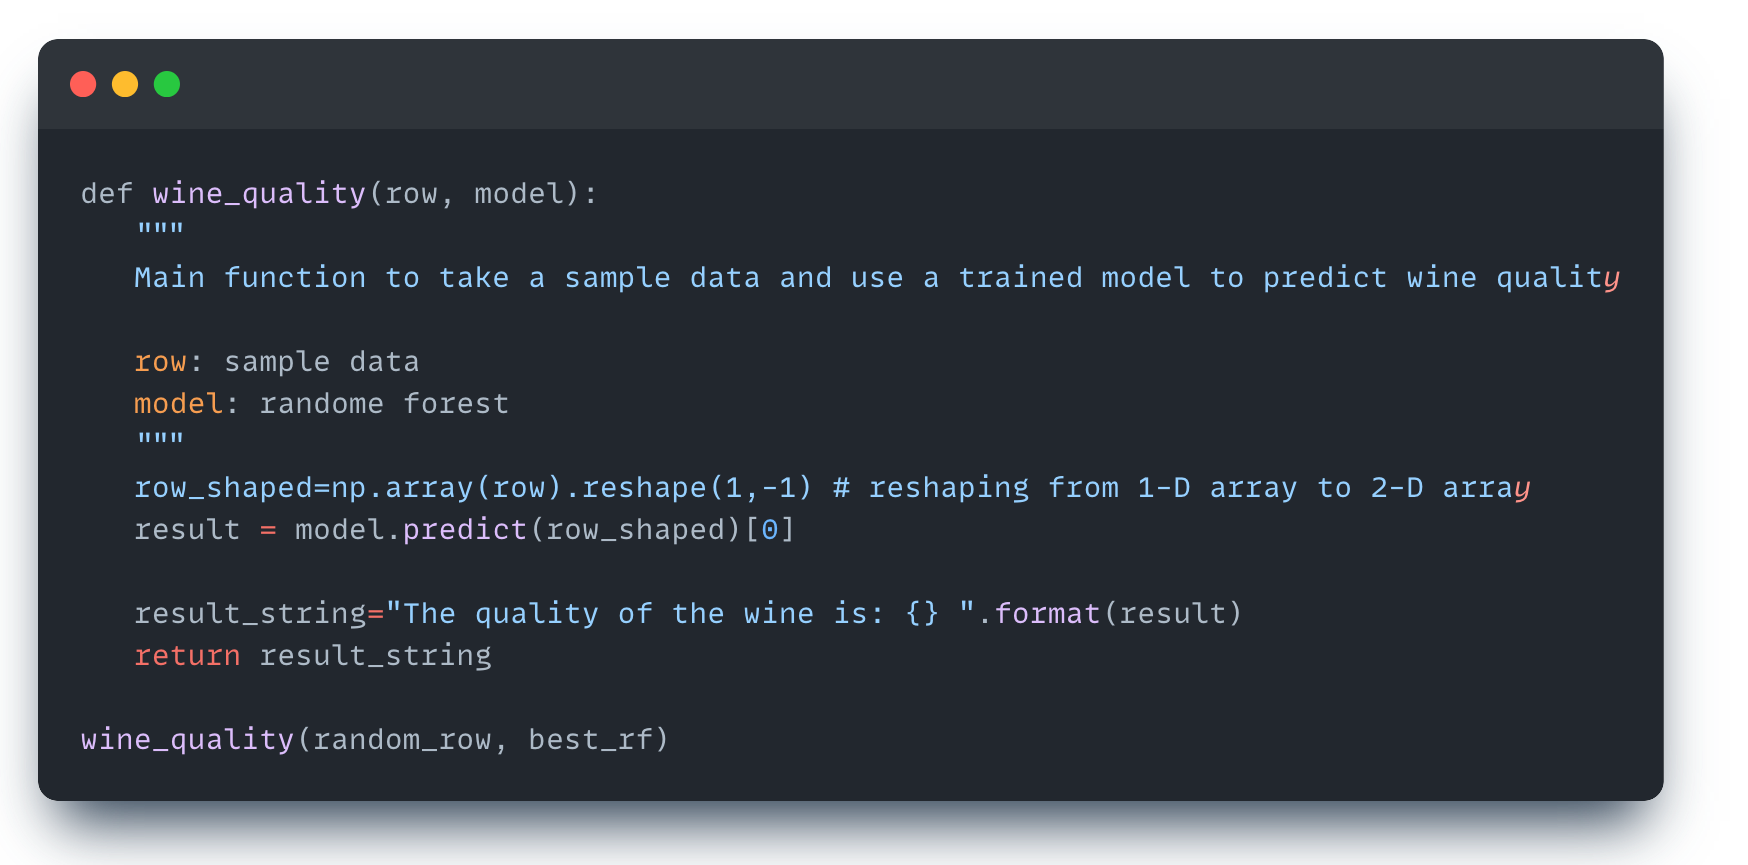 def wine_quality(row, model):
   """
   Main function to take a sample data and use a trained model to predict wine quality

   row: sample data
   model: randome forest
   """
   row_shaped=np.array(row).reshape(1,-1) # reshaping from 1-D array to 2-D array
   result = model.predict(row_shaped)[0]

   result_string="The quality of the wine is: {} ".format(result)
   return result_string

wine_quality(random_row, best_rf)